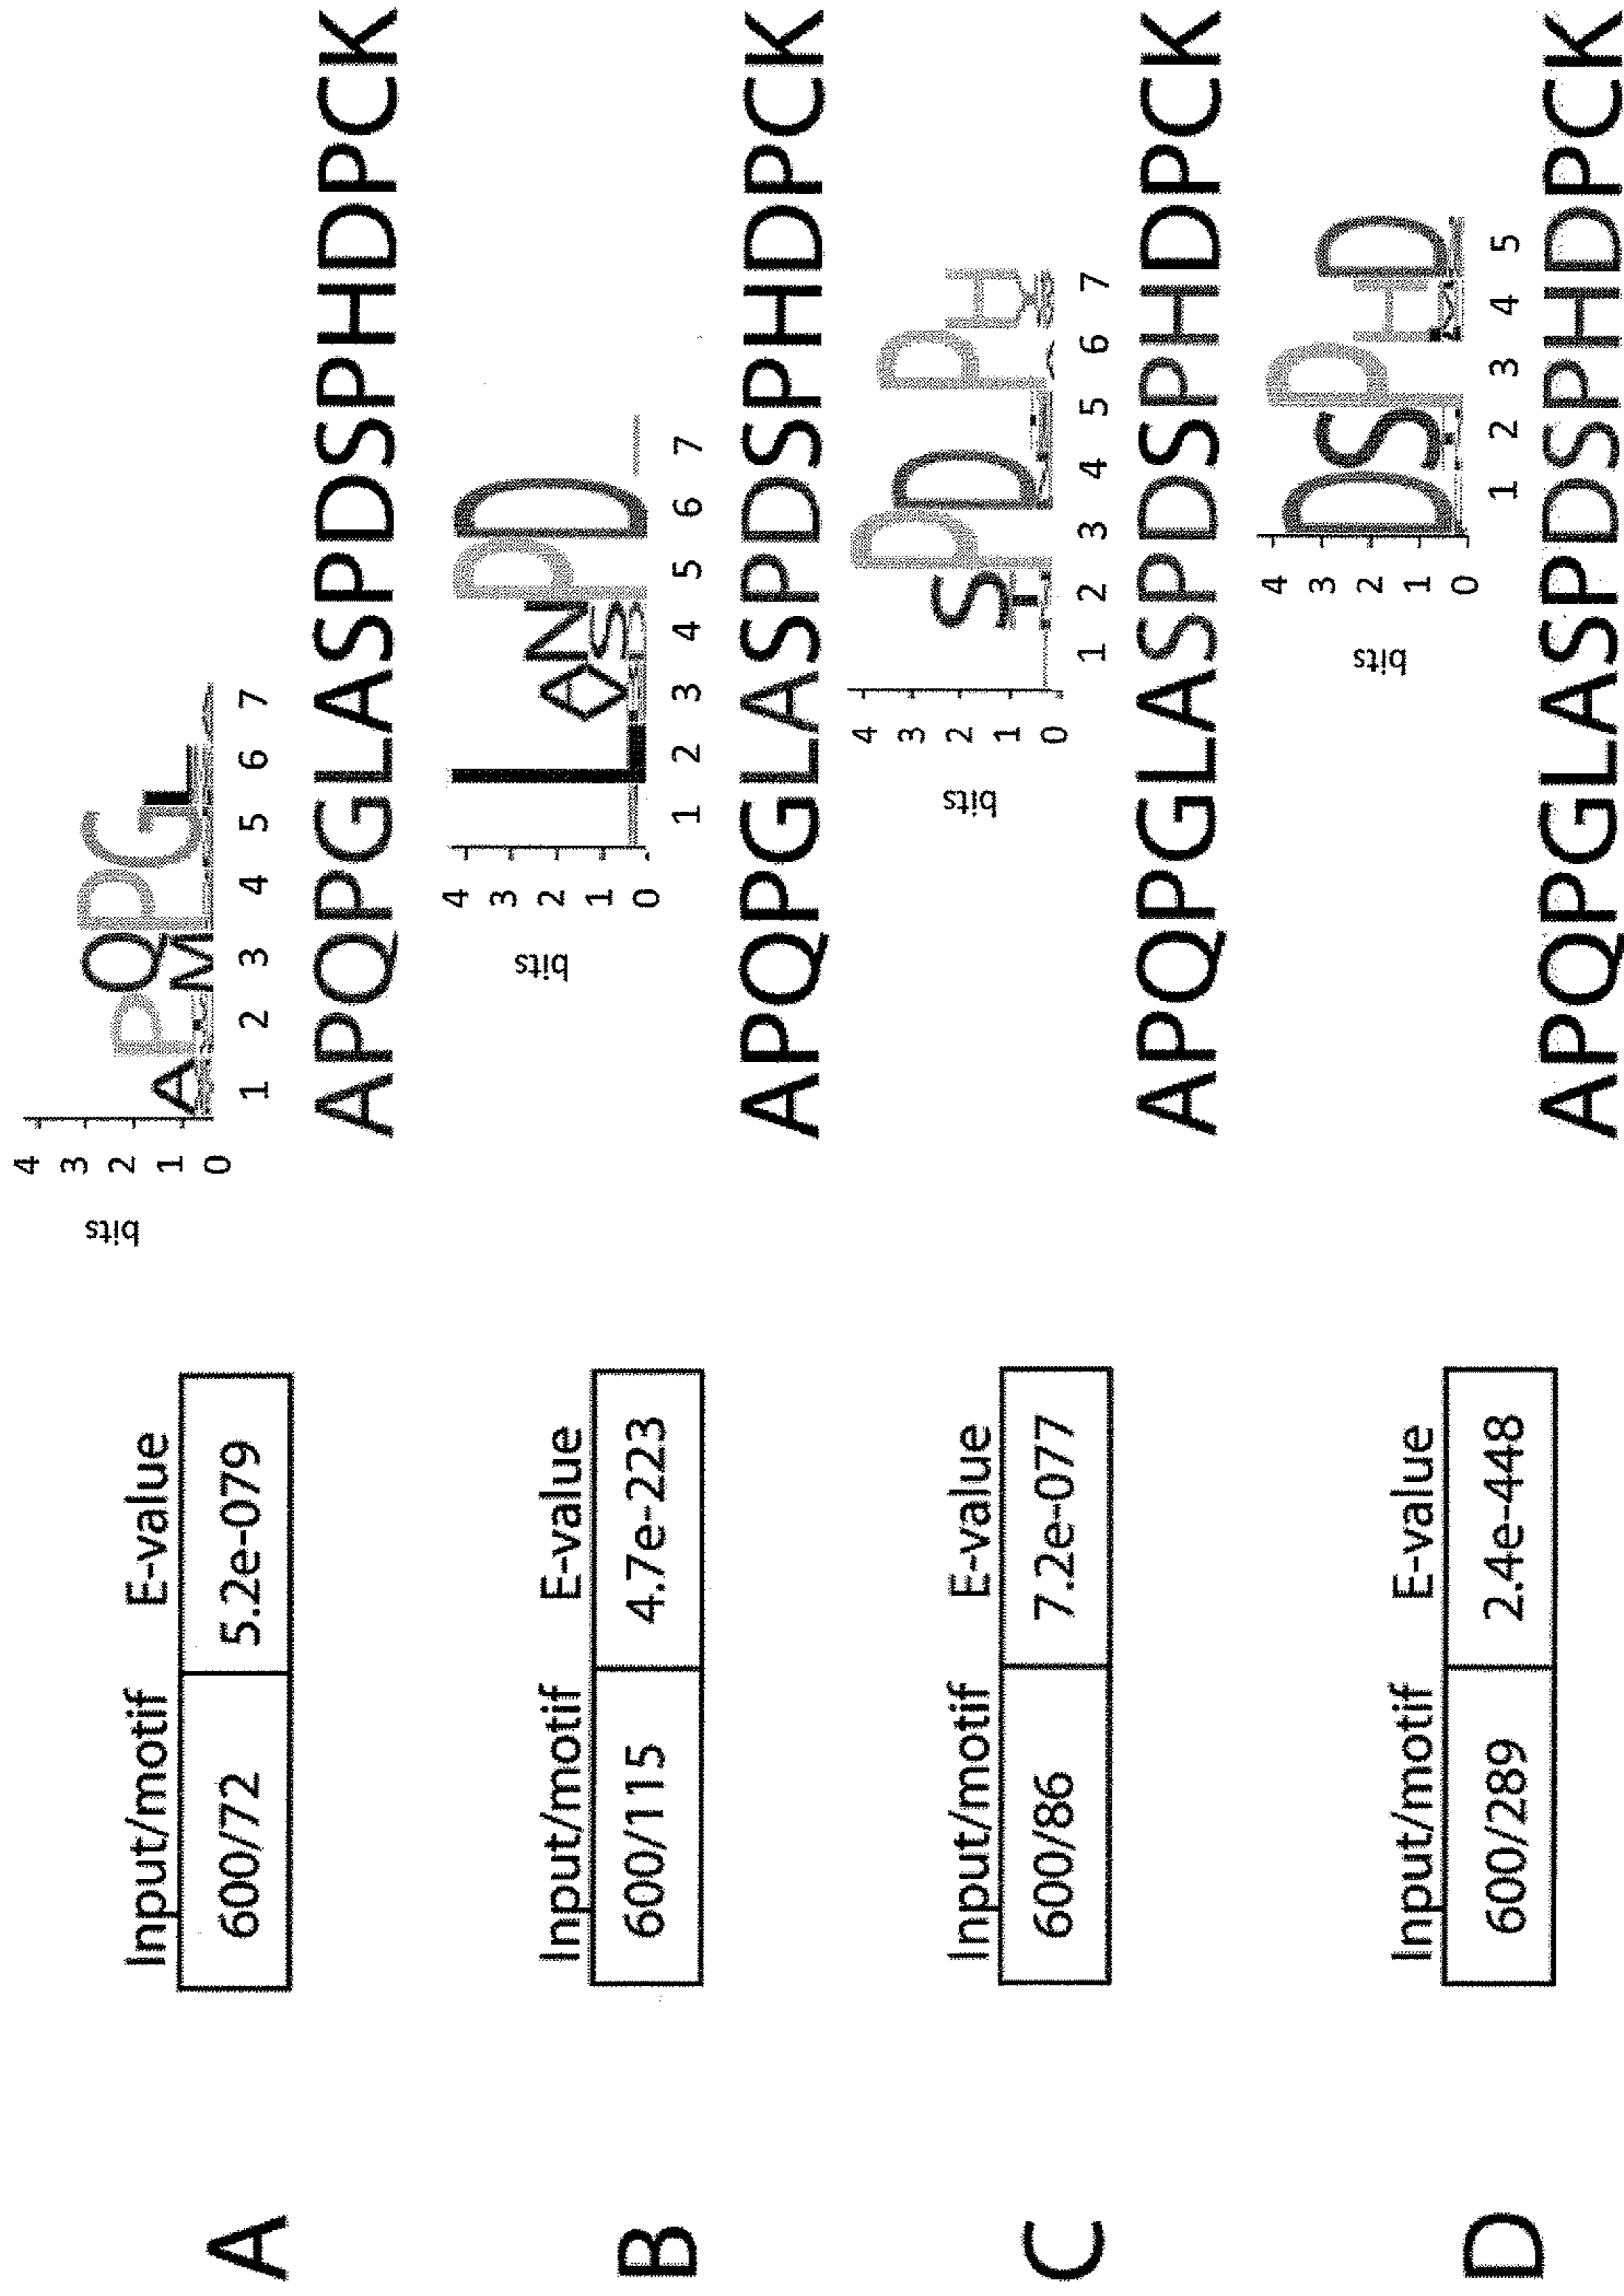 A
Input/motif E-value
600/72 5.2e-079
bits
4
3
2
1
0
A P Q M P G L
1 2 3 4 5 6 7
APQPGLASPDSPHDPCK
B
Input/motif E-value
600/115 4.7e-223
bits
4
3
2
1
0
L A N S P D
1 2 3 4 5 6 7
APQPGLASPDSPHDPCK
C
Input/motif E-value
600/86 7.2e-077
bits
4
3
2
1
0
S T P D P H
1 2 3 4 5 6 7
APQPGLASPDSPHDPCK
D
Input/motif E-value
600/289 2.4e-448
bits
4
3
2
1
0
D S P H D
1 2 3 4 5
APQPGLASPDSPHDPCK